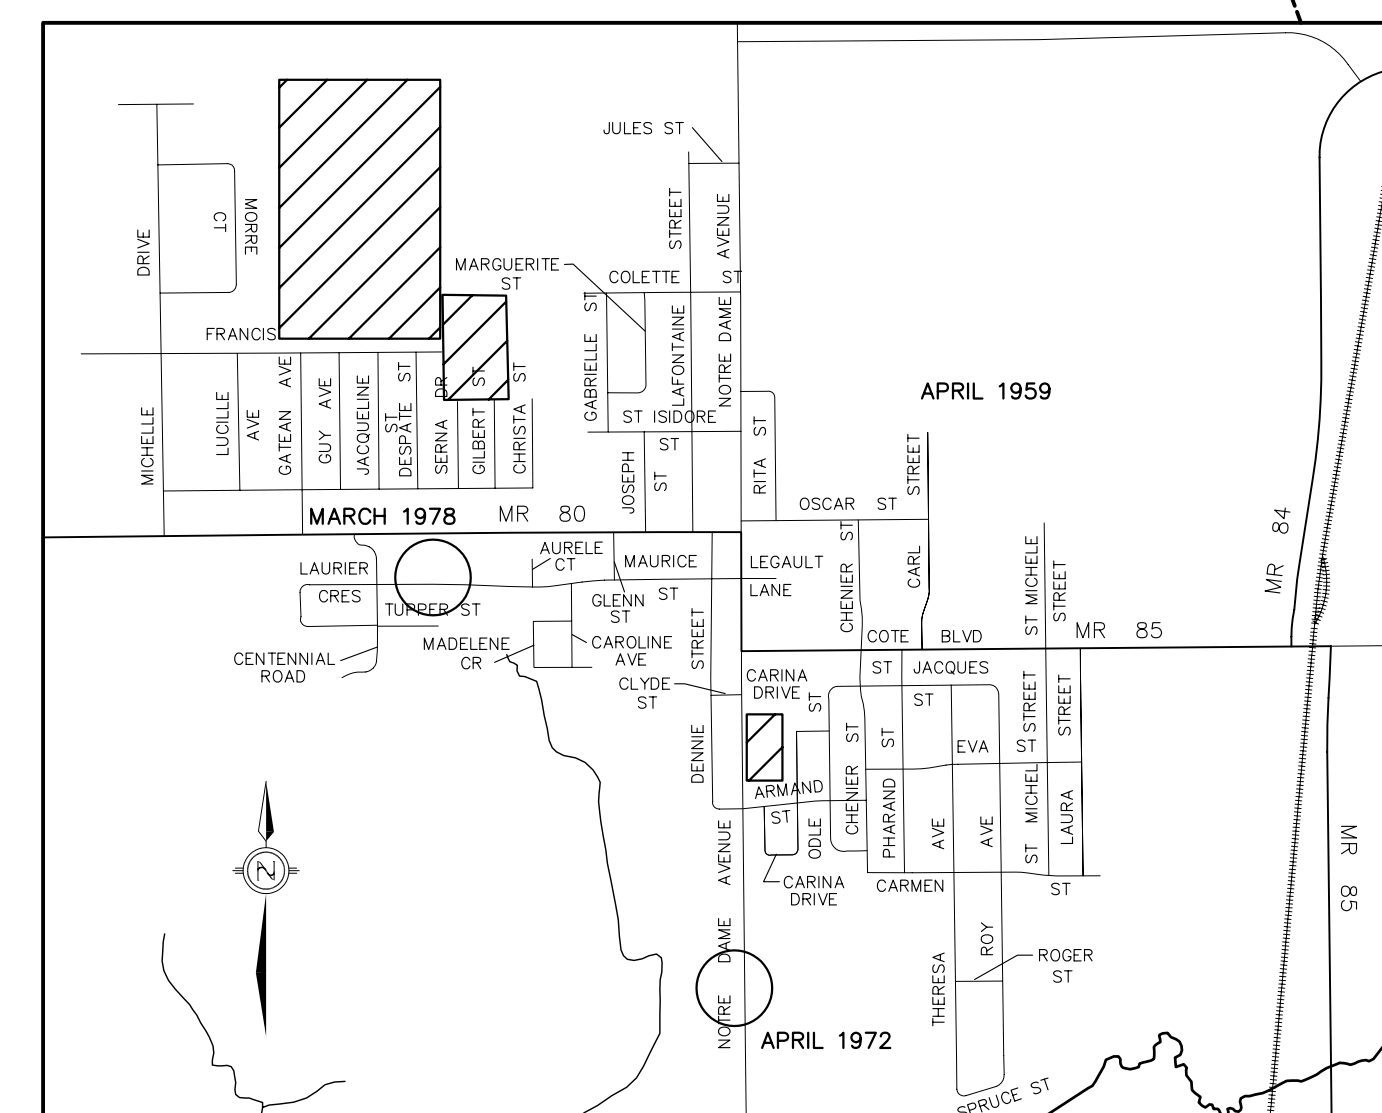 JULES ST
DRIVE
CT
MORRE
STREET
AVENUE
MARGUERITE
ST
COLETTE ST
FRANCIS
GABRIELLE ST
LAFONTAINE
NOTRE DAME
MICHELLE
LUCILLE
AVE
GATEAN AVE
GUY AVE
JACQUELINE
ST
DESPATE ST
SERNA DR
GILBERT ST
CHRISTA ST
ST ISIDORE
ST
JOSEPH
ST
RITA ST
APRIL 1959
STREET
CARL
OSCAR ST
MARCH 1978
MR 80
MR 84
LAURIER
CRES
TUPPER ST
AURELE
CT
MAURICE
ST
GLENN
ST
LEGAULT
LANE
CHENIER ST
ST MICHELE
STREET
COTE BLVD
MR 85
CENTENNIAL
ROAD
MADELENE
CR
CAROLINE
AVE
STREET
DENNIE
CLYDE
ST
CARINA
DRIVE
ST
ODLE
ST JACQUES
ST
CHENIER ST
PHARAND ST
EVA ST
ST MICHEL STREET
LAURA STREET
ARMAND
ST
AVE
AVE
CARINA
DRIVE
CARMEN
ST
N
NOTRE DAME AVENUE
THERESA
ROY
ROGER
ST
MR 85
APRIL 1972
SPRUCE ST